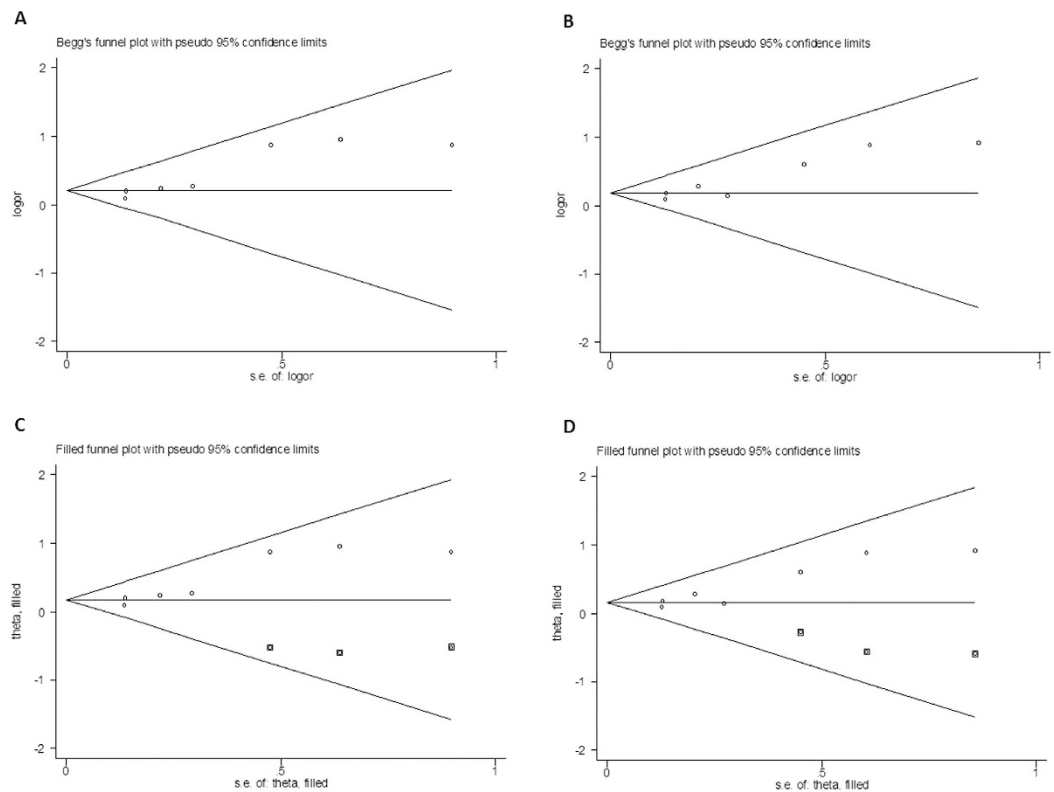 A
Begg's funnel plot with pseudo 95% confidence limits
2
1
0
-1
-2
logor
0
.5
1
s.e. of: logor
B
Begg's funnel plot with pseudo 95% confidence limits
2
1
0
-1
-2
logor
0
.5
1
s.e. of: logor
C
Filled funnel plot with pseudo 95% confidence limits
2
1
0
-1
-2
theta, filled
0
.5
1
s.e. of: theta, filled
D
Filled funnel plot with pseudo 95% confidence limits
2
1
0
-1
-2
theta, filled
0
.5
1
s.e. of: theta, filled